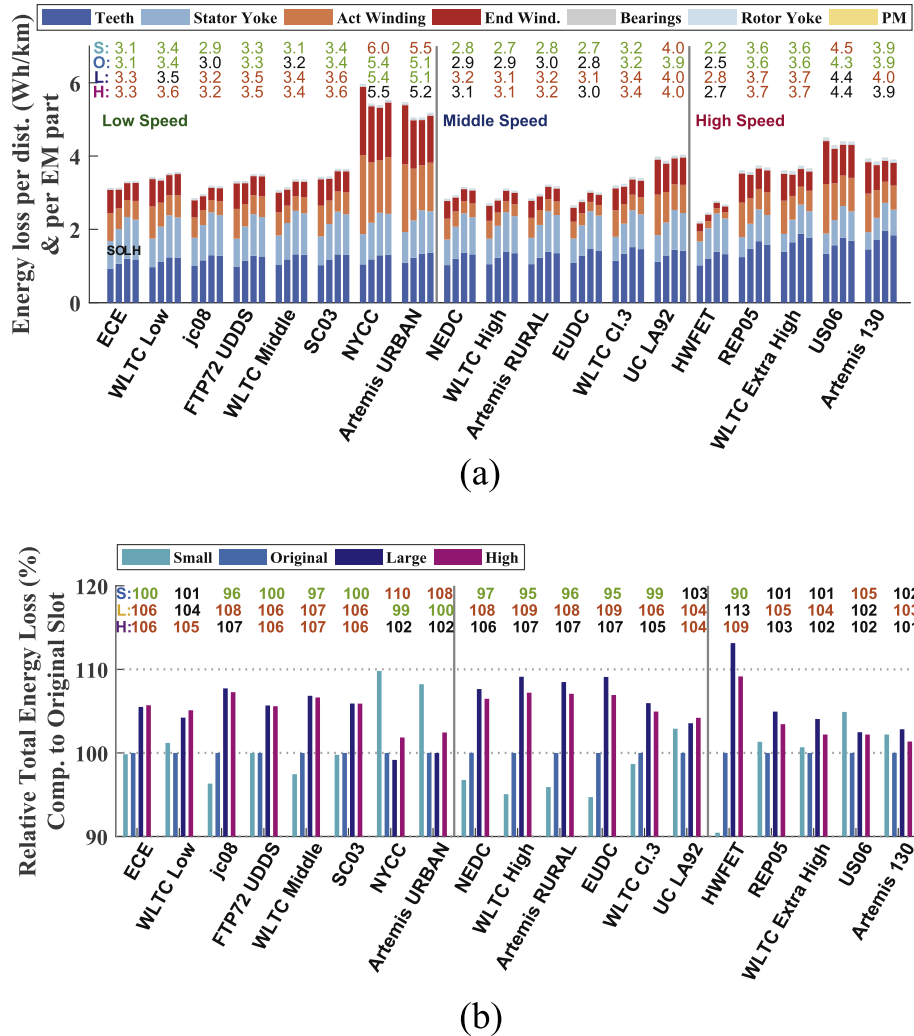 Teeth Stator Yoke Act Winding End Wind. Bearings Rotor Yoke PM
S: 3.1 3.4 2.9 3.3 3.1 3.4 6.0 5.5 2.8 2.7 2.8 2.7 3.2 4.0 2.2 3.6 3.6 4.5 3.9
O: 3.1 3.4 3.0 3.3 3.2 3.4 5.4 5.1 2.9 2.9 3.0 2.8 3.2 3.9 2.5 3.6 3.6 4.3 3.9
L: 3.3 3.5 3.2 3.5 3.4 3.6 5.4 5.1 3.2 3.1 3.2 3.1 3.4 4.0 2.8 3.7 3.7 4.4 4.0
H: 3.3 3.6 3.2 3.5 3.4 3.6 5.5 5.2 3.1 3.1 3.2 3.0 3.4 4.0 2.7 3.7 3.7 4.4 3.9
Low Speed Middle Speed High Speed
Energy loss per dist. (Wh/km)
& per EM part
6
4
2
0
SOLH
ECE WLTC Low jc08 FTP72 UDDS WLTC Middle SC03 NYCC Artemis URBAN NEDC WLTC High Artemis RURAL EUDC WLTC Cl.3 UC LA92 HWFET REP05 WLTC Extra High US06 Artemis 130
(a)
Small Original Large High
S: 100 101 96 100 97 100 110 108 97 95 96 95 99 103 90 101 101 105 102
L: 106 104 108 106 107 106 99 100 108 109 108 109 106 104 113 105 104 102 103
H: 106 105 107 106 107 106 102 102 106 107 107 107 105 104 109 103 102 102 101
Relative Total Energy Loss (%)
Comp. to Original Slot
120
110
100
90
ECE WLTC Low jc08 FTP72 UDDS WLTC Middle SC03 NYCC Artemis URBAN NEDC WLTC High Artemis RURAL EUDC WLTC Cl.3 UC LA92 HWFET REP05 WLTC Extra High US06 Artemis 130
(b)